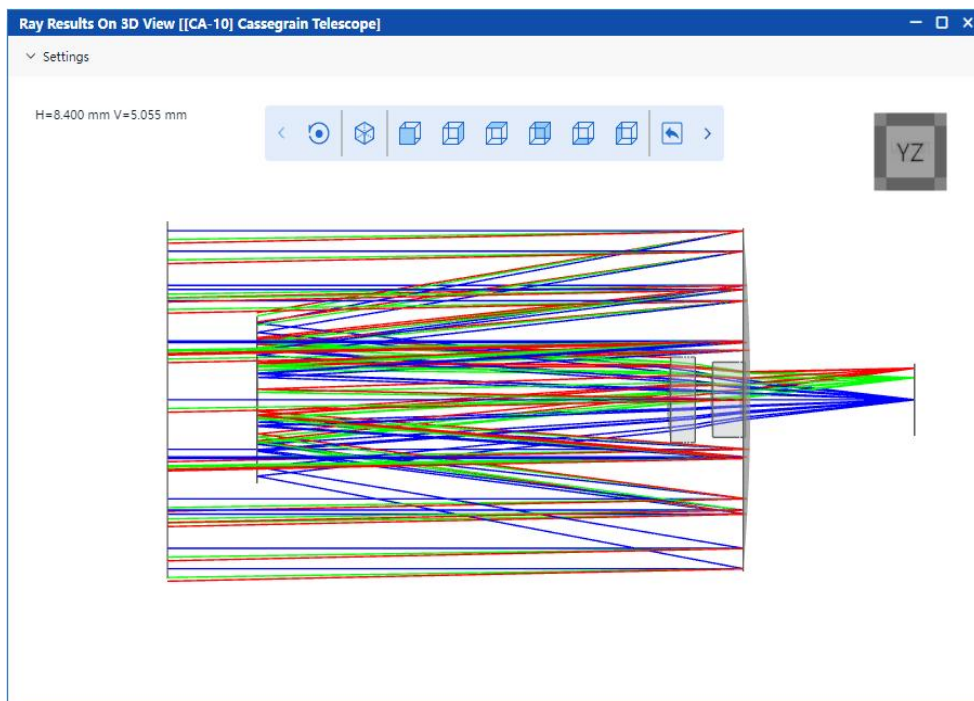 Ray Results On 3D View [[CA-10] Cassegrain Telescope]
Settings
H=8.400 mm V=5.055 mm
YZ